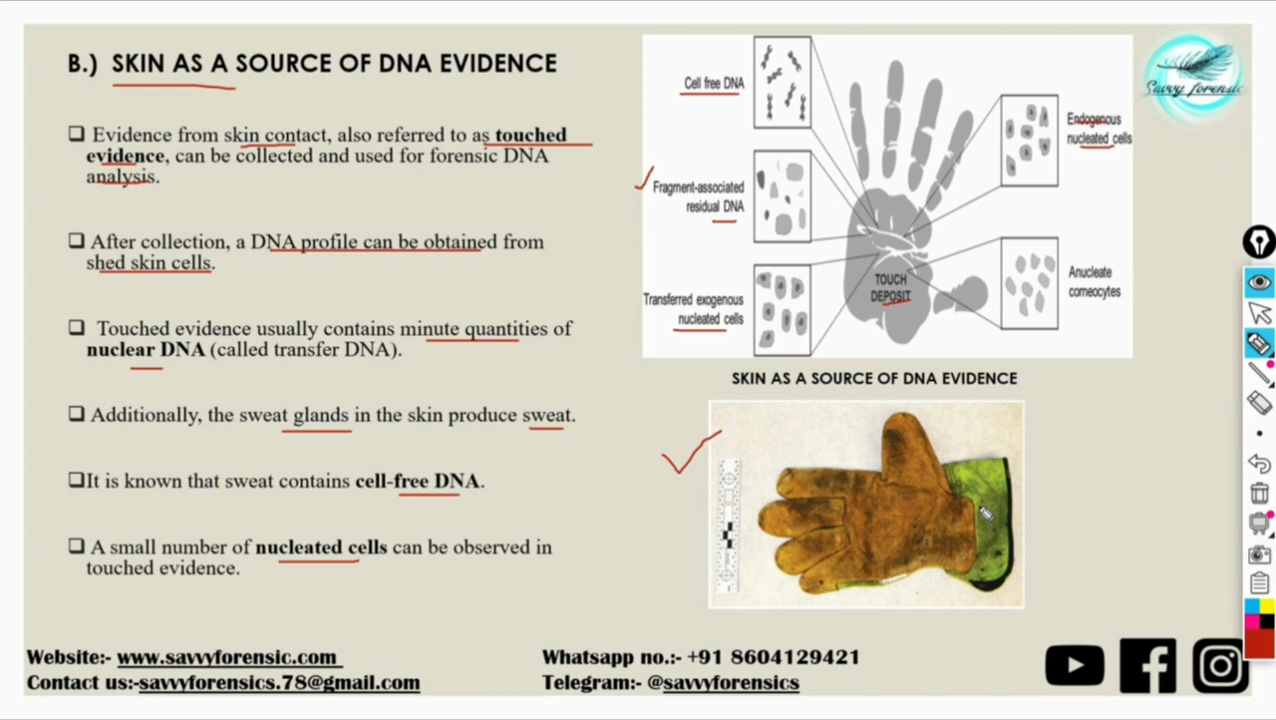 B.) SKIN AS A SOURCE OF DNA EVIDENCE
❑ Evidence from skin contact, also referred to as touched
evidence, can be collected and used for forensic DNA
analysis.
❑ After collection, a DNA profile can be obtained from
shed skin cells.
❑ Touched evidence usually contains minute quantities of
nuclear DNA (called transfer DNA).
❑ Additionally, the sweat glands in the skin produce sweat.
❑It is known that sweat contains cell-free DNA.
❑ A small number of nucleated cells can be observed in
touched evidence.
Cell free DNA
Fragment-associated
residual DNA
Transferred exogenous
nucleated cells
TOUCH
DEPOSIT
Endogenous
nucleated cells
Anucleate
corneocytes
Savvy forensic
SKIN AS A SOURCE OF DNA EVIDENCE
Website:- www.savvyforensic.com
Contact us:-savvyforensics.78@gmail.com
Whatsapp no.:- +91 8604129421
Telegram:- @savvyforensics